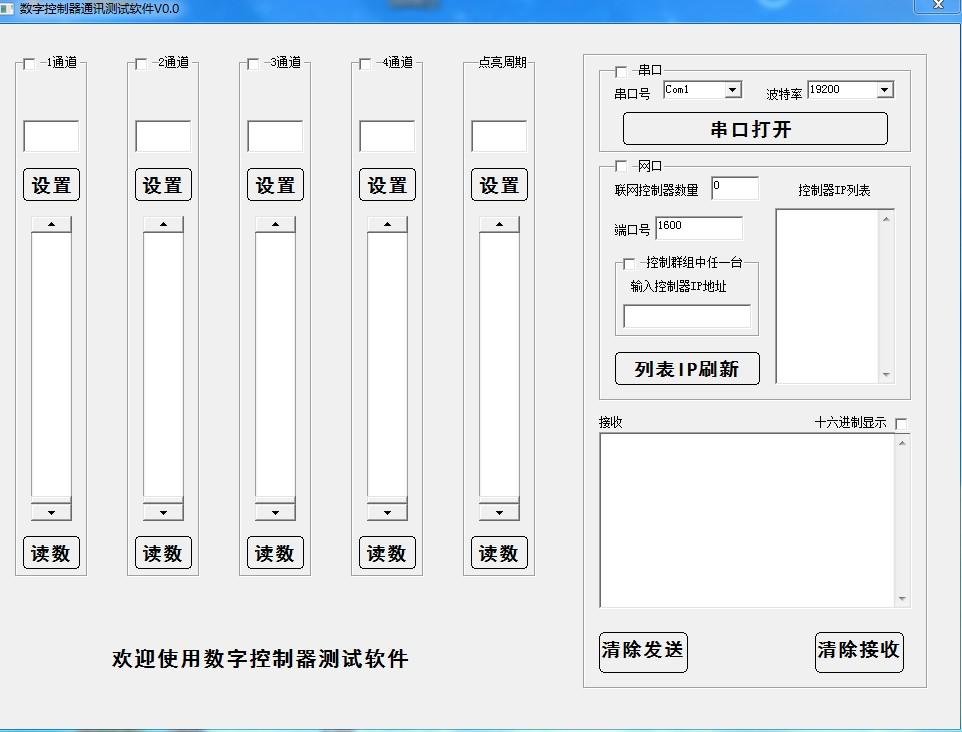 数字控制器通讯测试软件V0.0
1通道
2通道
3通道
4通道
点亮周期
设置
设置
设置
设置
设置
读数
读数
读数
读数
读数
欢迎使用数字控制器测试软件
串口
串口号 Com1 波特率 19200
串口打开
网口
联网控制器数量 0 控制器IP列表
端口号 1600
控制群组中任一台
输入控制器IP地址
列表IP刷新
接收 十六进制显示
清除发送 清除接收